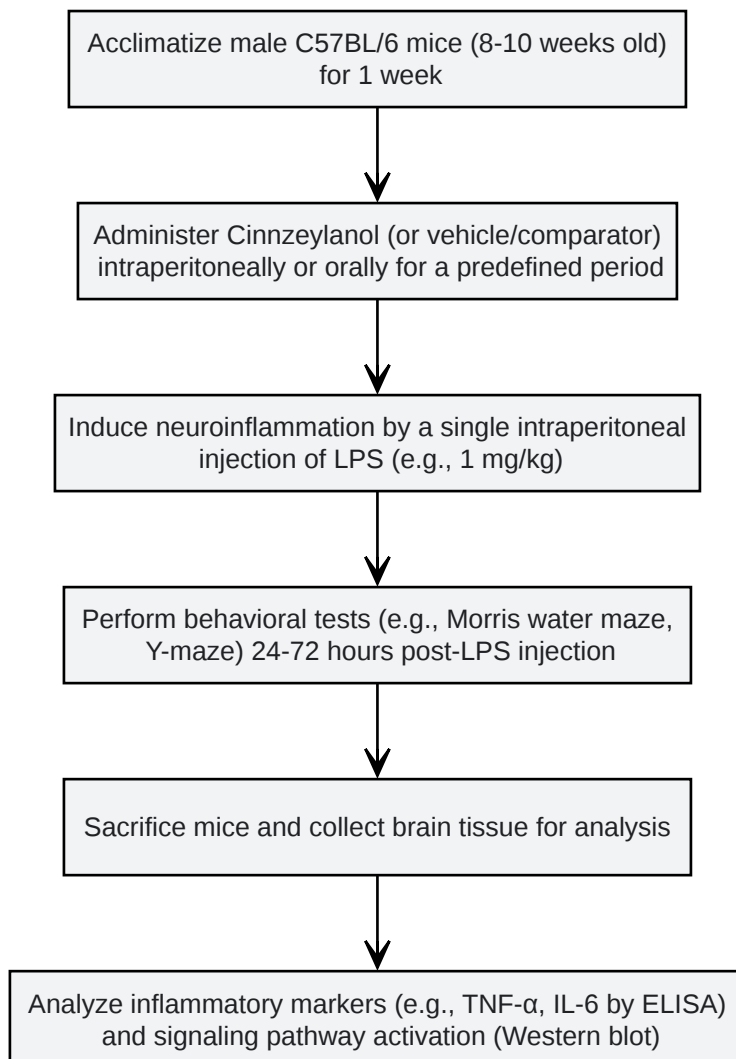 Acclimatize male C57BL/6 mice (8-10 weeks old)
for 1 week
Administer Cinnzeylanol (or vehicle/comparator)
intraperitoneally or orally for a predefined period
Induce neuroinflammation by a single intraperitoneal
injection of LPS (e.g., 1 mg/kg)
Perform behavioral tests (e.g., Morris water maze,
Y-maze) 24-72 hours post-LPS injection
Sacrifice mice and collect brain tissue for analysis
Analyze inflammatory markers (e.g., TNF-α, IL-6 by ELISA)
and signaling pathway activation (Western blot)